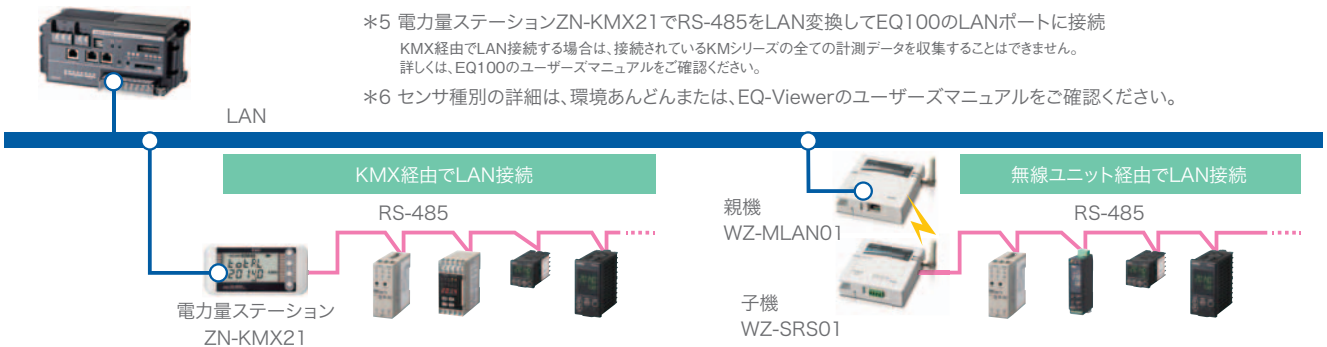 ＊5 電力量ステーションZN-KMX21でRS-485をLAN変換してEQ100のLANポートに接続
KMX経由でLAN接続する場合は、接続されているKMシリーズの全ての計測データを収集することはできません。
詳しくは、EQ100のユーザーズマニュアルをご確認ください。
＊6 センサ種別の詳細は、環境あんどんまたは、EQ-Viewerのユーザーズマニュアルをご確認ください。
LAN
KMX経由でLAN接続
RS-485
電力量ステーション
ZN-KMX21
親機
WZ-MLAN01
子機
WZ-SRS01
無線ユニット経由でLAN接続
RS-485